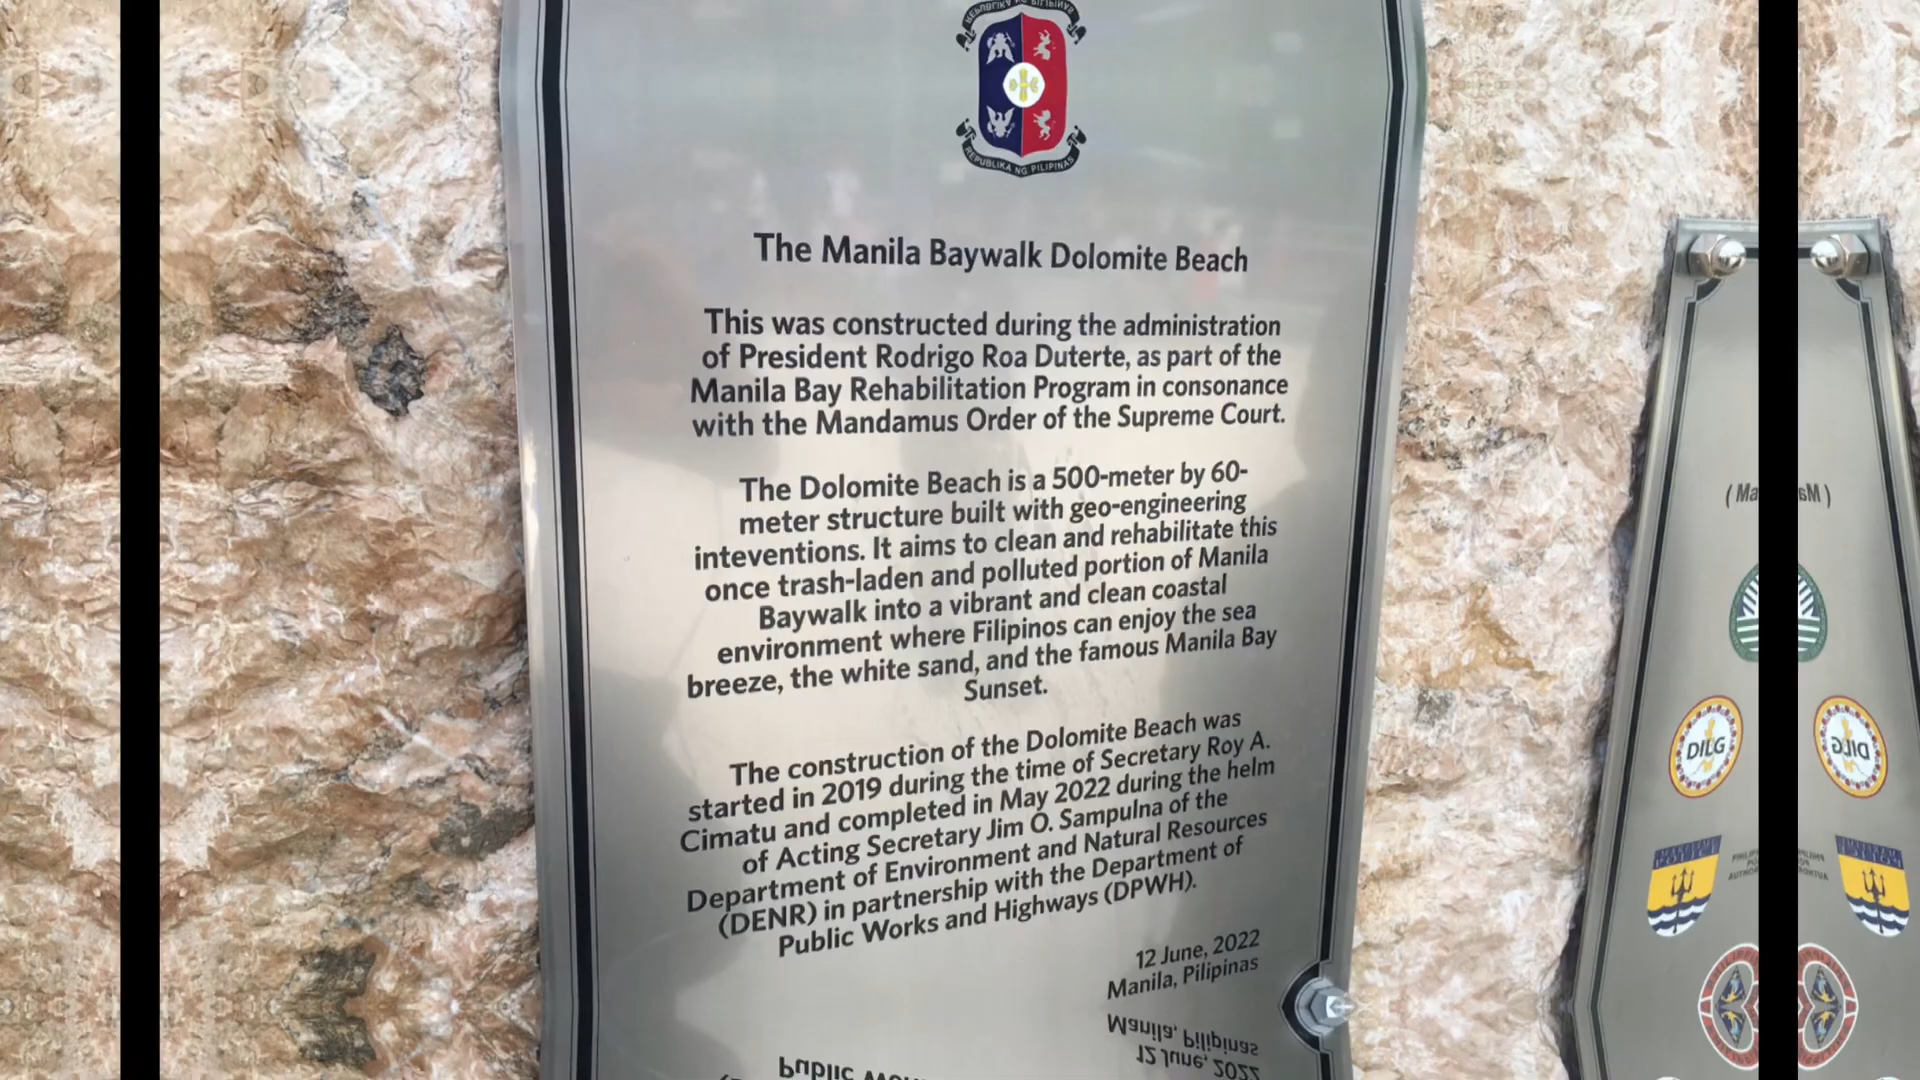 REPUBLIKA NG PILIPINAS
The Manila Baywalk Dolomite Beach
This was constructed during the administration
of President Rodrigo Roa Duterte, as part of the
Manila Bay Rehabilitation Program in consonance
with the Mandamus Order of the Supreme Court.
The Dolomite Beach is a 500-meter by 60-
meter structure built with geo-engineering
inteventions. It aims to clean and rehabilitate this
once trash-laden and polluted portion of Manila
Baywalk into a vibrant and clean coastal
environment where Filipinos can enjoy the sea
breeze, the white sand, and the famous Manila Bay
Sunset.
The construction of the Dolomite Beach was
started in 2019 during the time of Secretary Roy A.
Cimatu and completed in May 2022 during the helm
of Acting Secretary Jim O. Sampulna of the
Department of Environment and Natural Resources
(DENR) in partnership with the Department of
Public Works and Highways (DPWH).
12 June, 2022
Manila, Pilipinas
Manila, Pilipinas
12 June, 2022
Public
(Ma
DILG
DILG